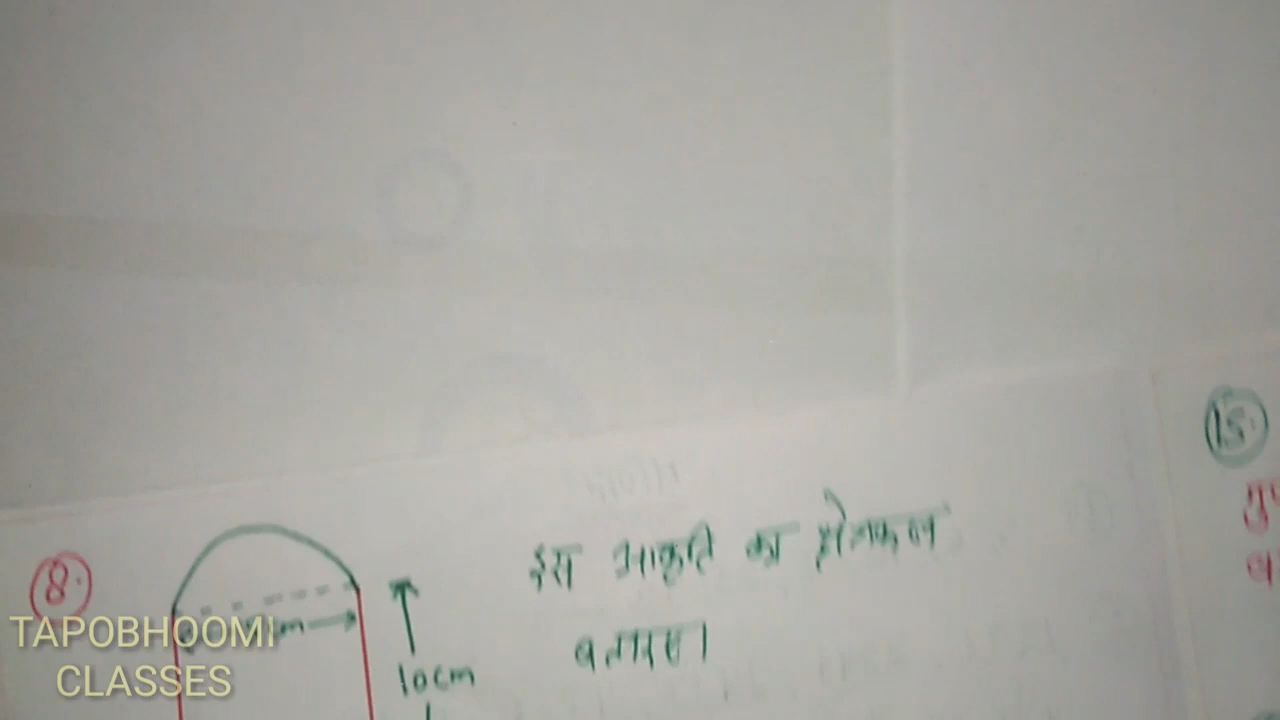 8.
इस आकृति का क्षेत्रफल
बताइए।
10cm
15.
TAPOBHOOMI
CLASSES